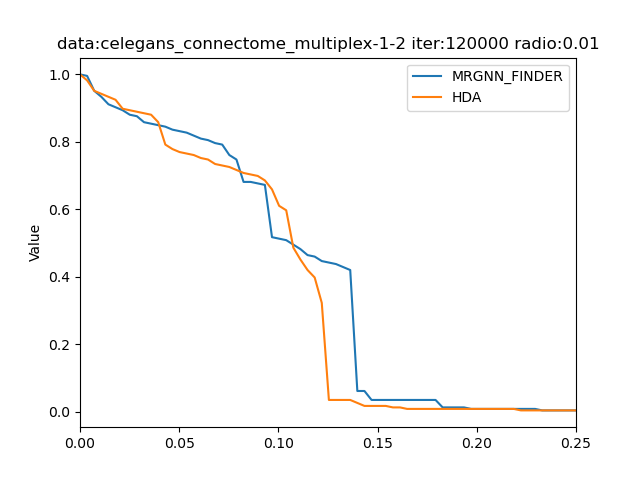 data:celegans_connectome_multiplex-1-2 iter:120000 radio:0.01
MRGNN_FINDER
HDA
Value
1.0
0.8
0.6
0.4
0.2
0.0
0.00 0.05 0.10 0.15 0.20 0.25